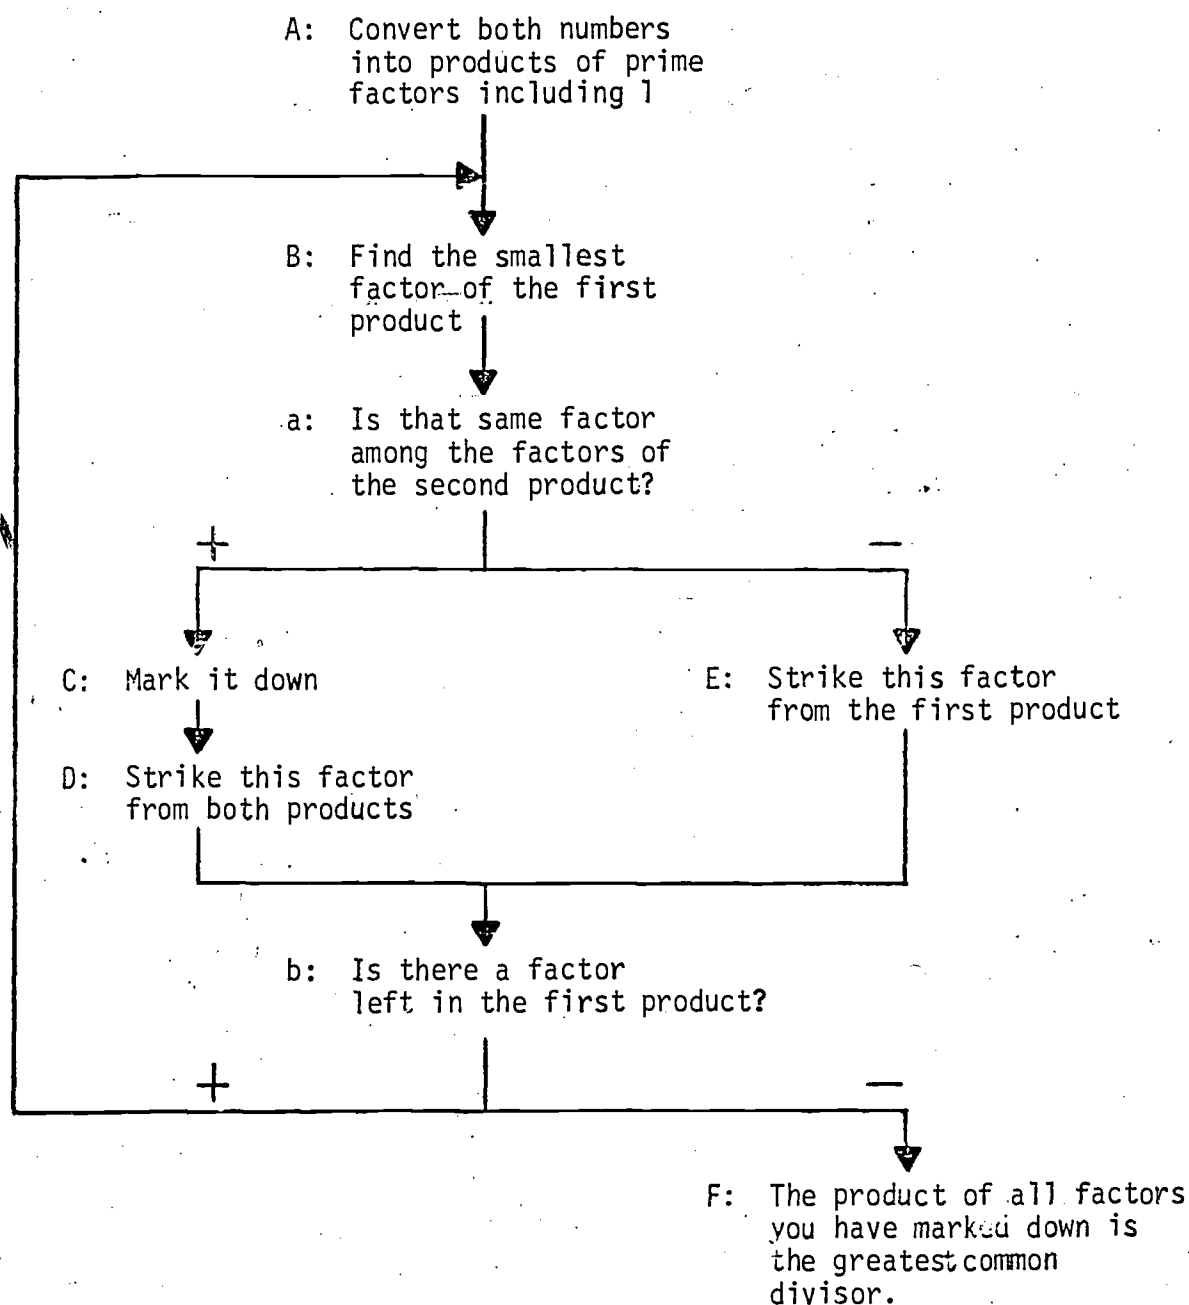 A: Convert both numbers
into products of prime
factors including 1
B: Find the smallest
factor of the first
product
a: Is that same factor
among the factors of
the second product?
+
—
C: Mark it down
E: Strike this factor
from the first product
D: Strike this factor
from both products
b: Is there a factor
left in the first product?
+
—
F: The product of all factors
you have marked down is
the greatest common
divisor.